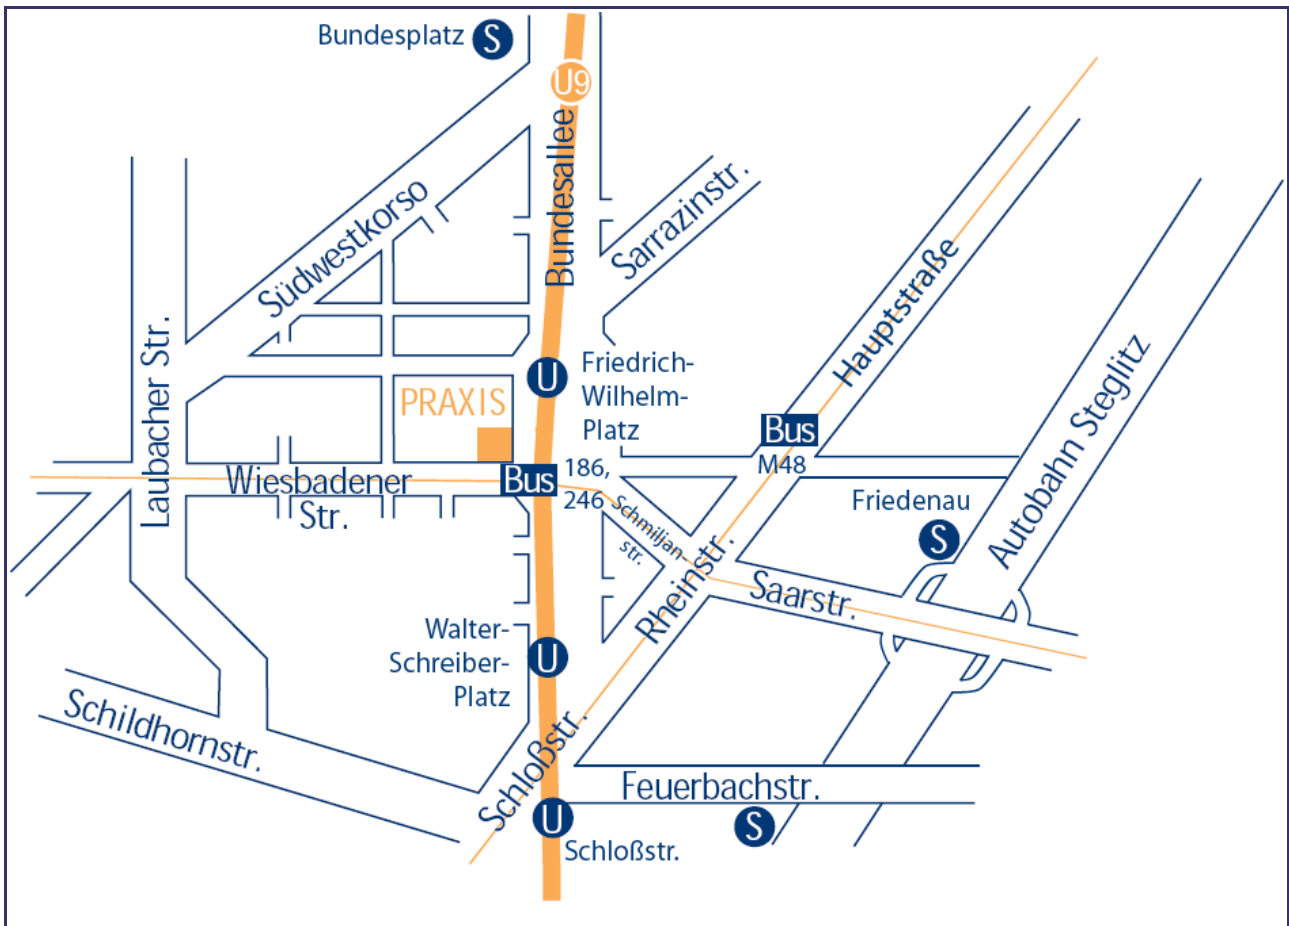 Bundesplatz S
U9
Bundesallee
Südwestkorso
Sarrazinstr.
Hauptstraße
Laubacher Str.
Autobahn Steglitz
U
Friedrich-
Wilhelm-
Platz
PRAXIS
Bus
M48
Wiesbadener
Str.
Bus
186,
246
Schmiljan-
str.
Friedenau
S
Rheinstr.
Saarstr.
Walter-
Schreiber-
Platz
U
Schildhornstr.
Schloßstr.
Feuerbachstr.
U
S
Schloßstr.